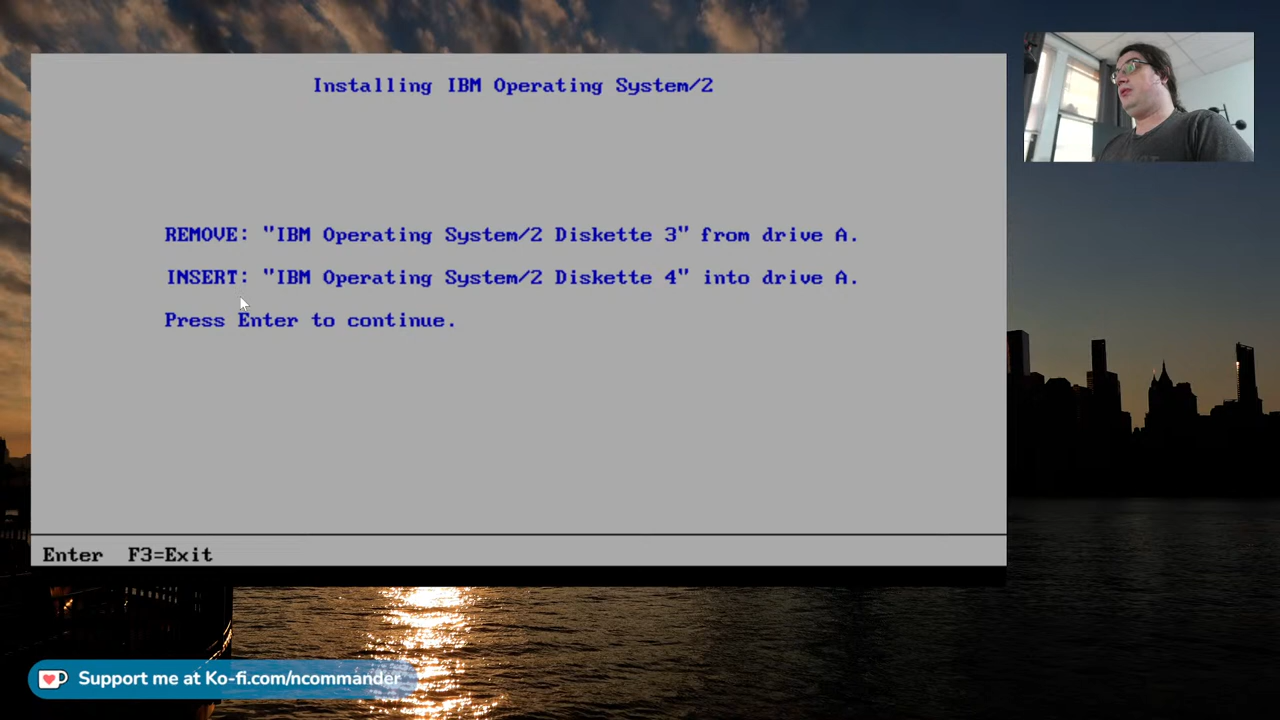 Installing IBM Operating System/2
REMOVE: "IBM Operating System/2 Diskette 3" from drive A.
INSERT: "IBM Operating System/2 Diskette 4" into drive A.
Press Enter to continue.
Enter F3=Exit
Support me at Ko-fi.com/ncommander